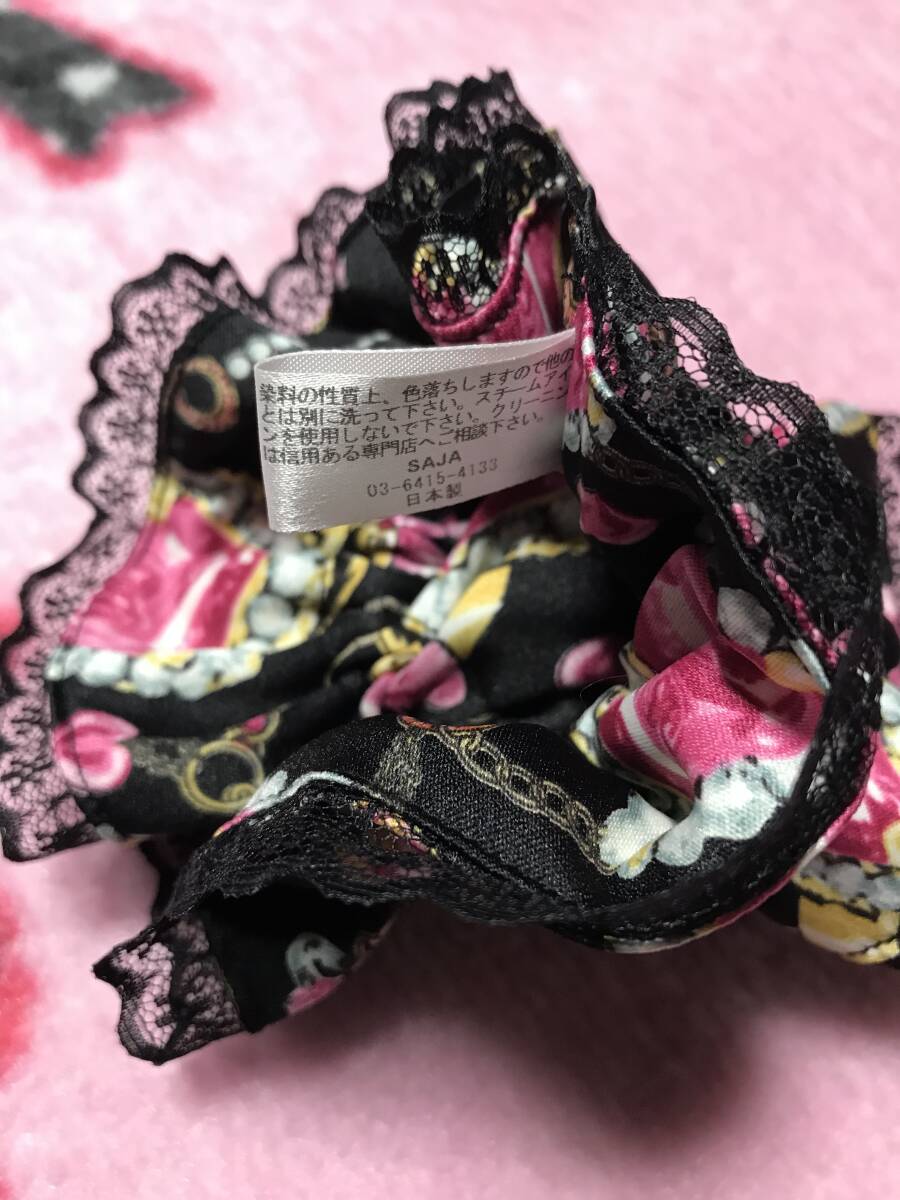 染料の性質上、色落ちしますので他の
とは別に洗って下さい。スチームアイ
ンを使用しないで下さい。クリーニン
は信用ある専門店へご相談下さい。
SAJA
03-6415-4133
日本製